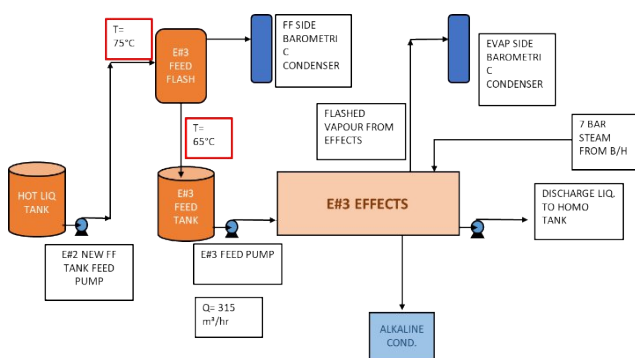 T=
75°C
E#3
FEED
FLASH
FF SIDE
BAROMETRI
C
CONDENSER
EVAP SIDE
BAROMETRI
C
CONDENSER
T=
65°C
FLASHED
VAPOUR FROM
EFFECTS
7 BAR
STEAM
FROM B/H
HOT LIQ
TANK
E#3
FEED
TANK
E#3 EFFECTS
DISCHARGE LIQ.
TO HOMO
TANK
E#2 NEW FF
TANK FEED
PUMP
E#3 FEED PUMP
Q= 315
m³/hr
ALKALINE
COND.